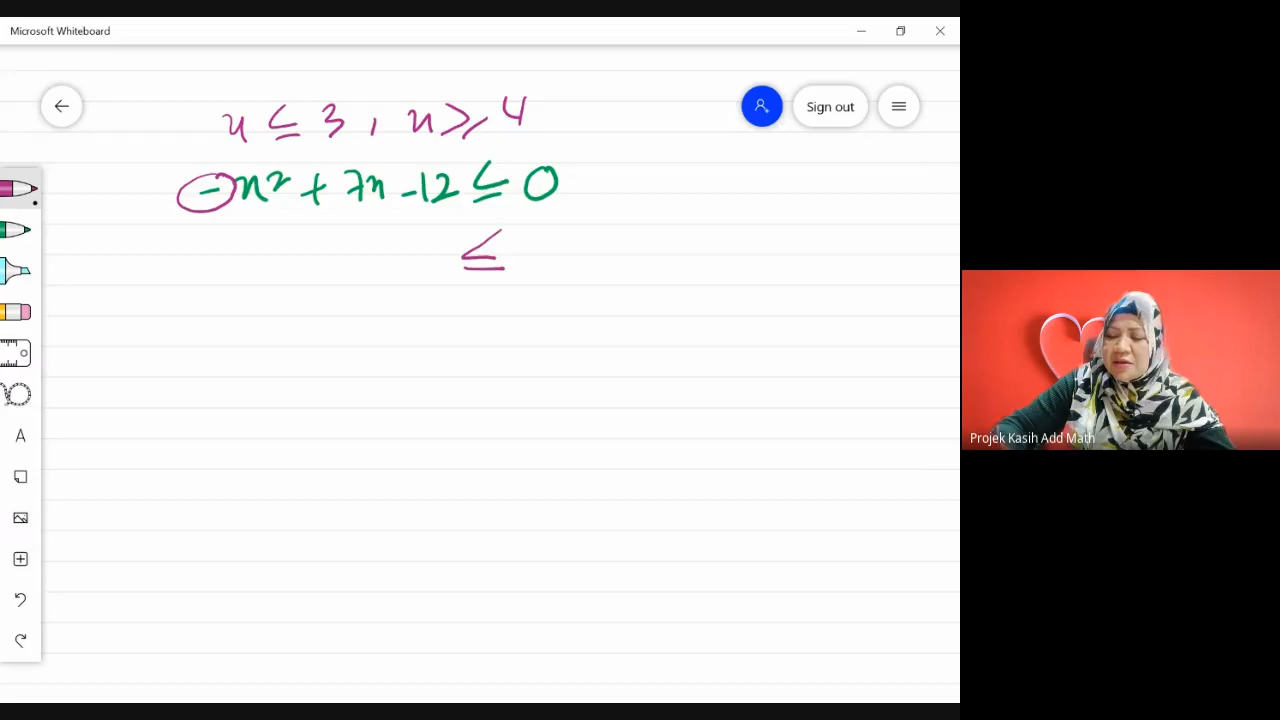 Microsoft Whiteboard
Sign out
x ≤ 3 , x ≥ 4
-x² + 7x -12 ≤ 0
≤
A
Projek Kasih Add Math